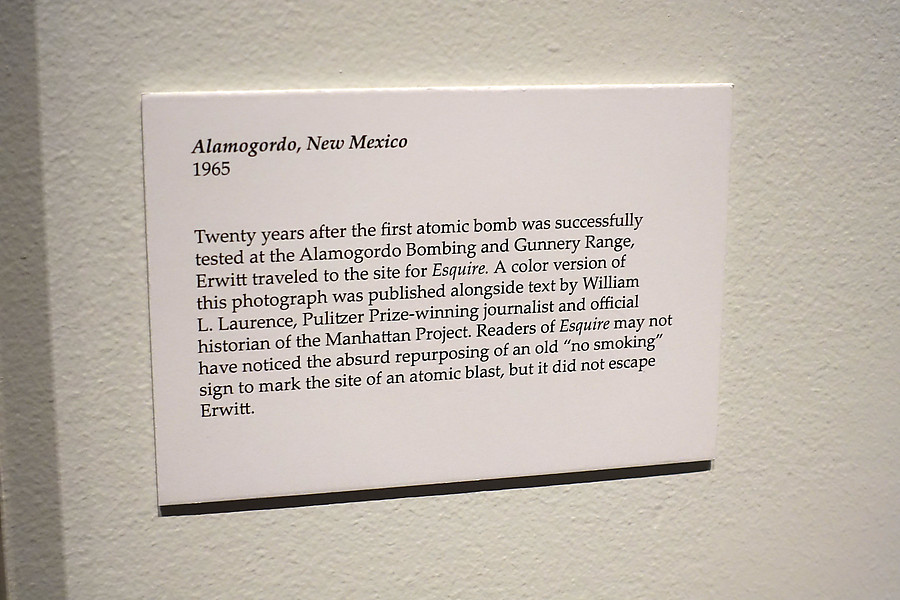 Alamogordo, New Mexico
1965
Twenty years after the first atomic bomb was successfully
tested at the Alamogordo Bombing and Gunnery Range,
Erwitt traveled to the site for Esquire. A color version of
this photograph was published alongside text by William
L. Laurence, Pulitzer Prize-winning journalist and official
historian of the Manhattan Project. Readers of Esquire may not
have noticed the absurd repurposing of an old “no smoking”
sign to mark the site of an atomic blast, but it did not escape
Erwitt.